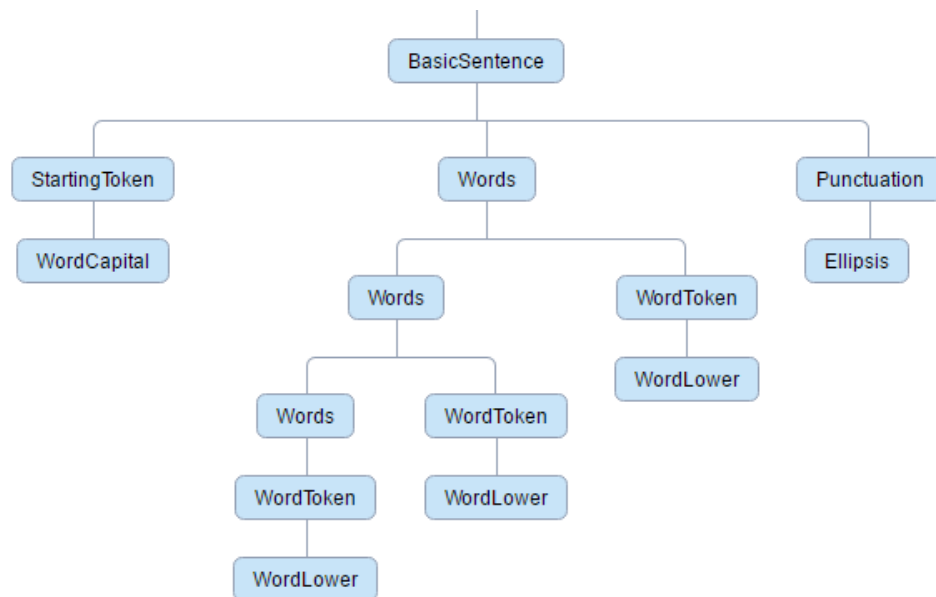 BasicSentence
StartingToken Words Punctuation
WordCapital Ellipsis
Words WordToken
WordLower
Words WordToken
WordToken WordLower
WordLower